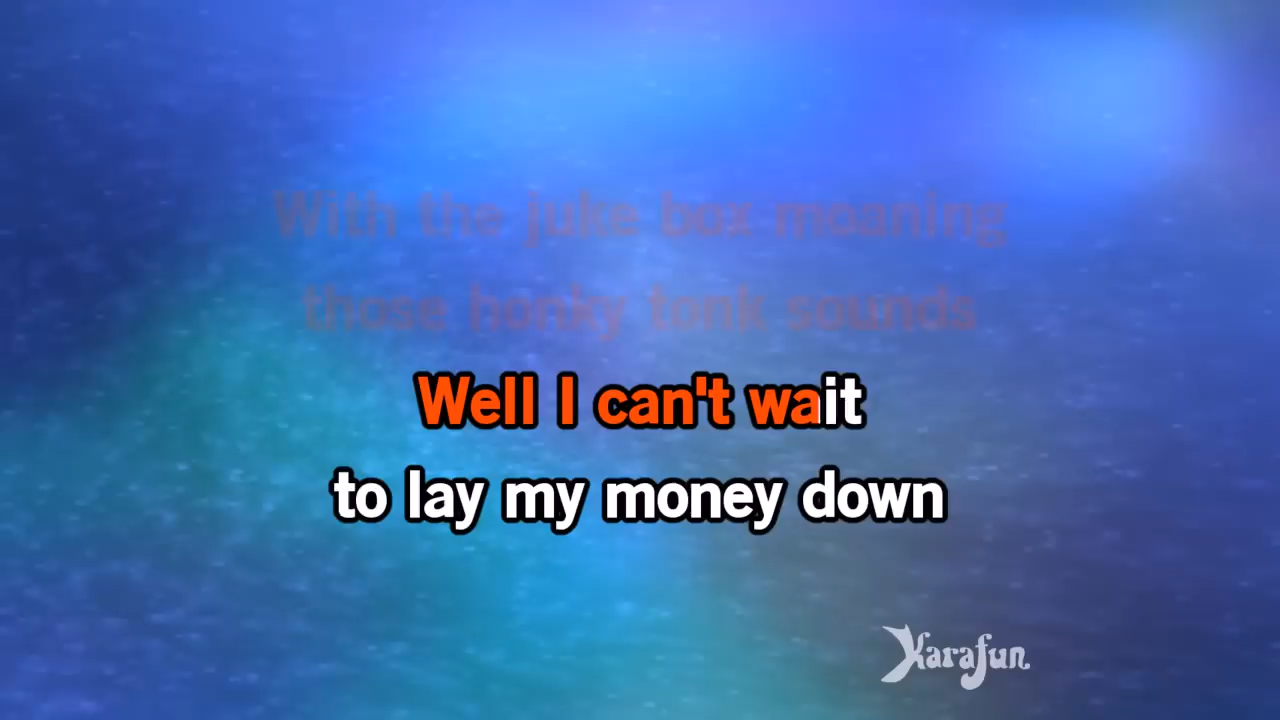 With the juke box moaning
those honky tonk sounds
Well I can't wait
to lay my money down
Karafun